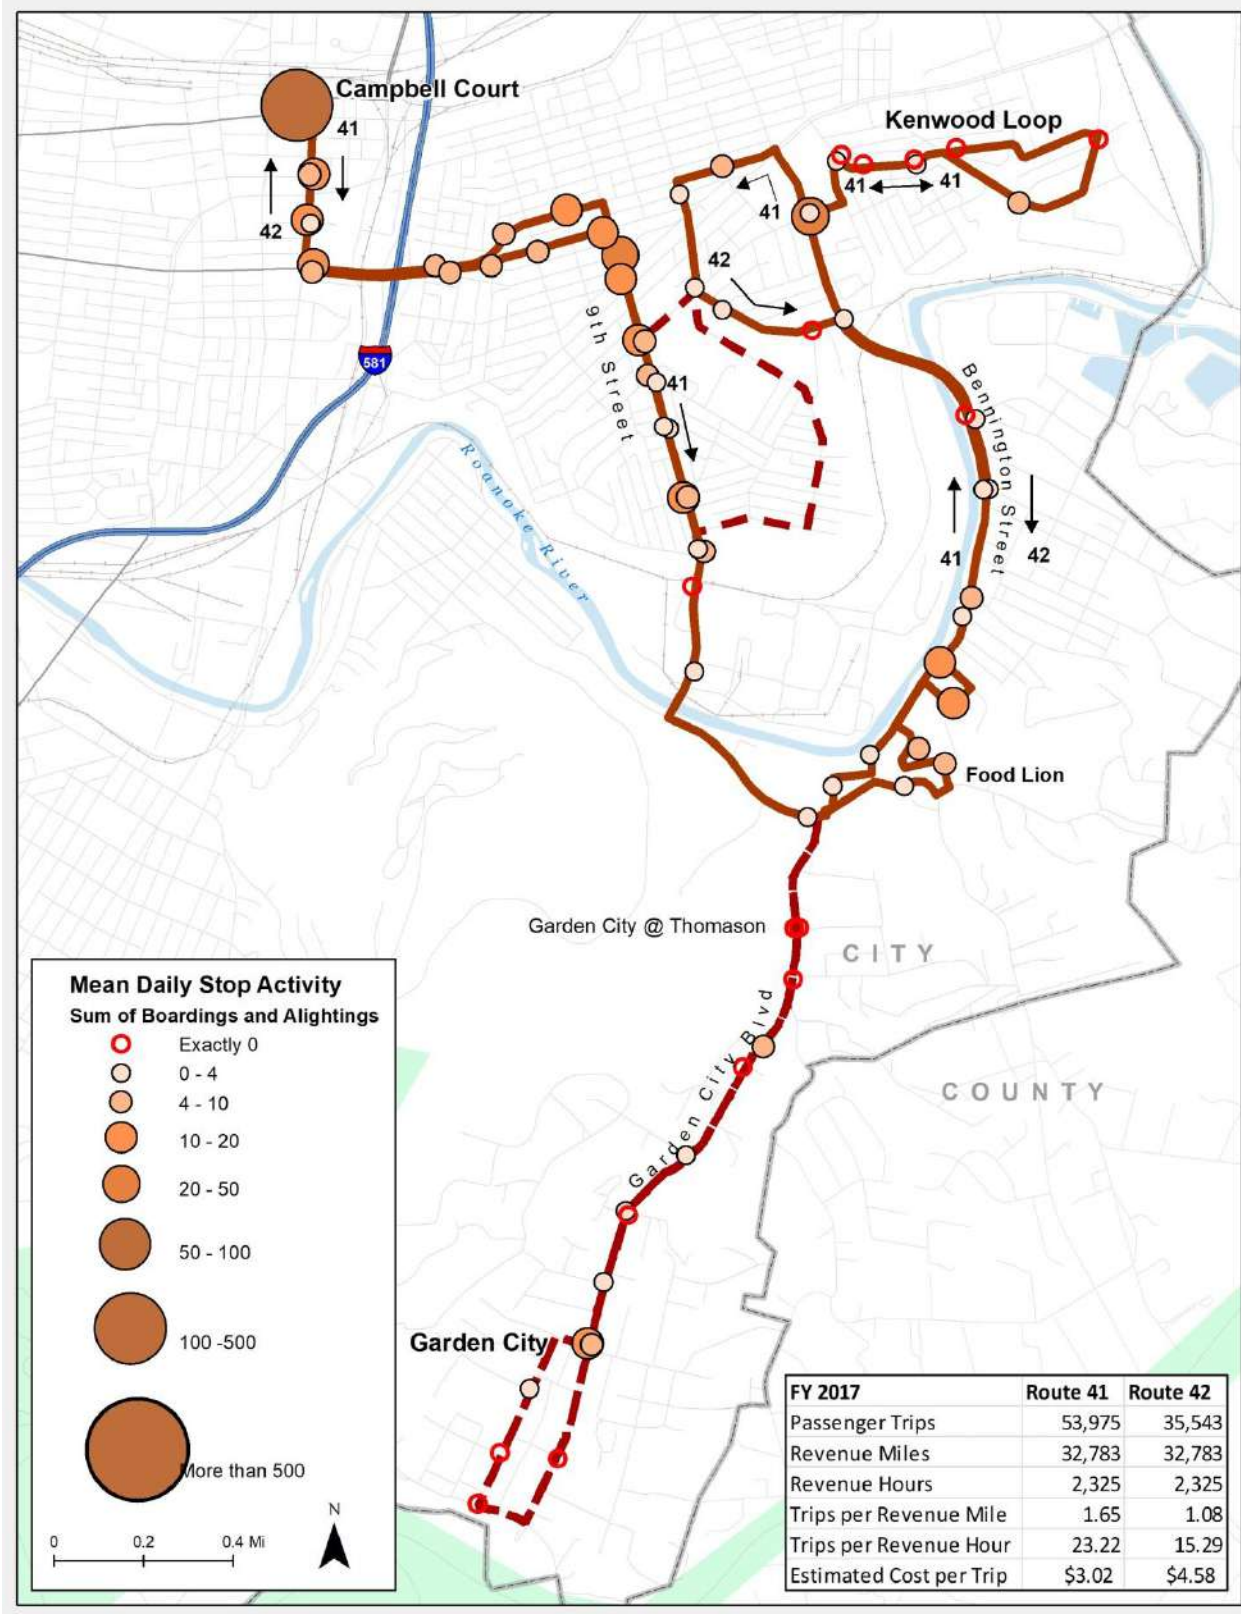 Campbell Court
41
42
Kenwood Loop
41
41
41
42
581
9th Street
41
Bennington Street
Roanoke River
41
42
Food Lion
Garden City @ Thomason
CITY
Garden City Blvd
COUNTY
Garden City
Mean Daily Stop Activity
Sum of Boardings and Alightings
Exactly 0
0 - 4
4 - 10
10 - 20
20 - 50
50 - 100
100 -500
More than 500
N
0 0.2 0.4 Mi
FY 2017 Route 41 Route 42
Passenger Trips 53,975 35,543
Revenue Miles 32,783 32,783
Revenue Hours 2,325 2,325
Trips per Revenue Mile 1.65 1.08
Trips per Revenue Hour 23.22 15.29
Estimated Cost per Trip $3.02 $4.58